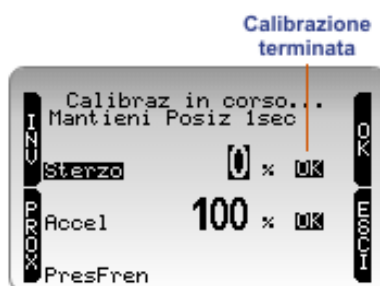 Calibrazione
terminata
Calibraz in corso...
Mantieni Posiz 1sec
INV
OK
Sterzo 0 % OK
Accel 100 % OK
PROX
ESCI
PresFren